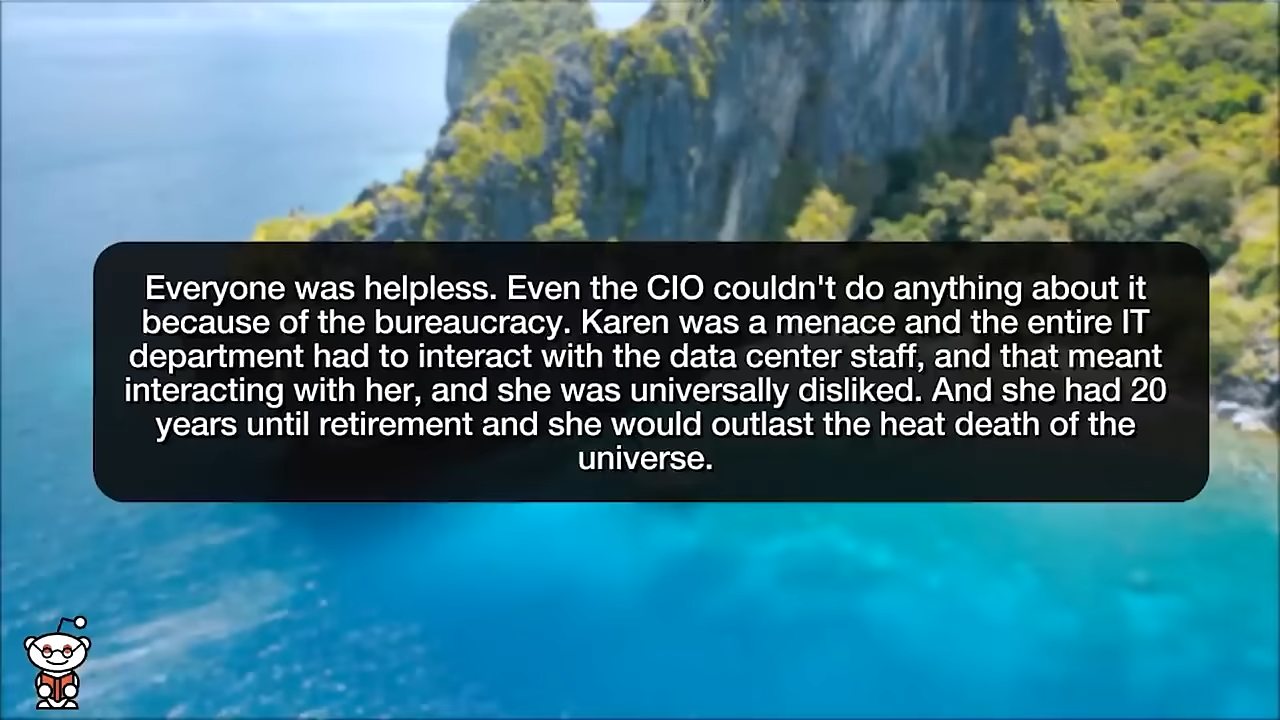 Everyone was helpless. Even the CIO couldn't do anything about it
because of the bureaucracy. Karen was a menace and the entire IT
department had to interact with the data center staff, and that meant
interacting with her, and she was universally disliked. And she had 20
years until retirement and she would outlast the heat death of the
universe.